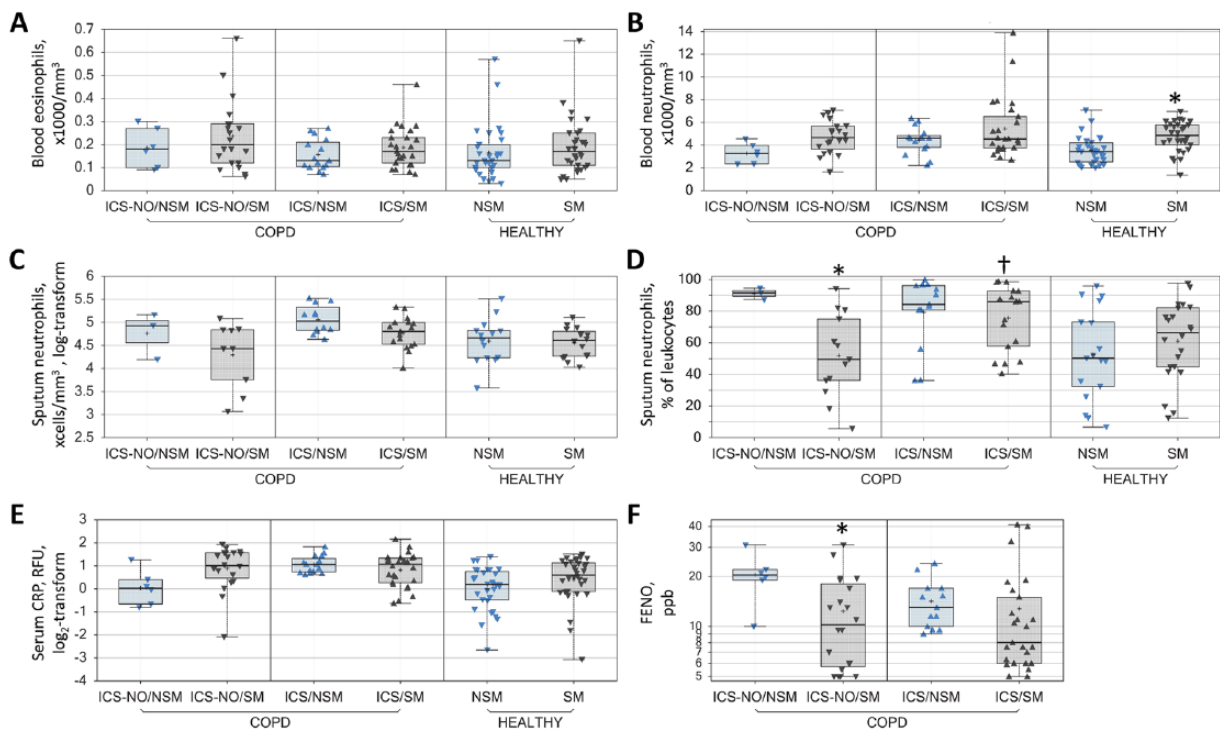 A
Blood eosinophils,
x1000/mm³
0.7
0.6
0.5
0.4
0.3
0.2
0.1
0
ICS-NO/NSM ICS-NO/SM ICS/NSM ICS/SM NSM SM
COPD HEALTHY
B
Blood neutrophils,
x1000/mm³
14
12
10
8
6
4
2
0
*
ICS-NO/NSM ICS-NO/SM ICS/NSM ICS/SM NSM SM
COPD HEALTHY
C
Sputum neutrophils,
xcells/mm³ , log-transform
6
5.5
5
4.5
4
3.5
3
2.5
ICS-NO/NSM ICS-NO/SM ICS/NSM ICS/SM NSM SM
COPD HEALTHY
D
Sputum neutrophils,
% of leukocytes
100
80
60
40
20
0
* †
ICS-NO/NSM ICS-NO/SM ICS/NSM ICS/SM NSM SM
COPD HEALTHY
E
Serum CRP, RFU,
log₂-transform
3
2
1
0
-1
-2
-3
-4
ICS-NO/NSM ICS-NO/SM ICS/NSM ICS/SM NSM SM
COPD HEALTHY
F
FENO,
ppb
40
30
20
10
8
7
6
5
*
ICS-NO/NSM ICS-NO/SM ICS/NSM ICS/SM
COPD